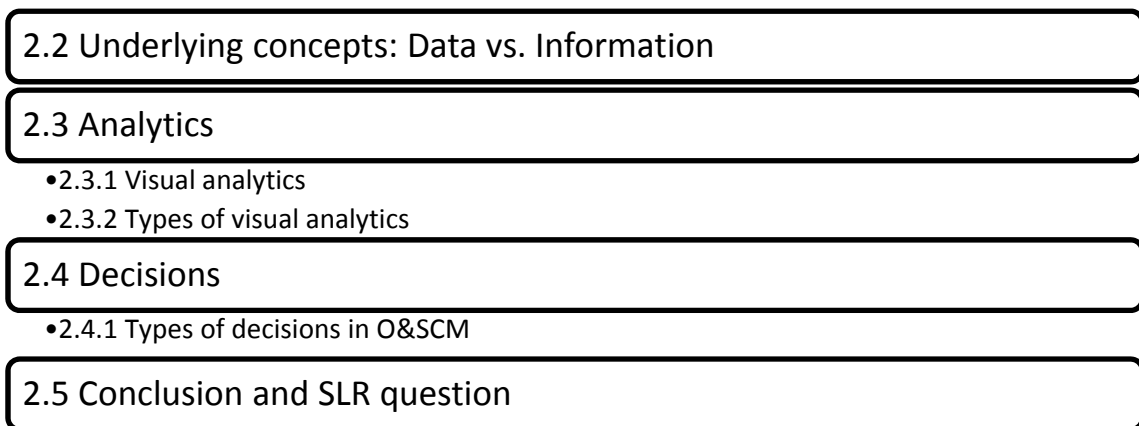 2.2 Underlying concepts: Data vs. Information
2.3 Analytics
•2.3.1 Visual analytics
•2.3.2 Types of visual analytics
2.4 Decisions
•2.4.1 Types of decisions in O&SCM
2.5 Conclusion and SLR question